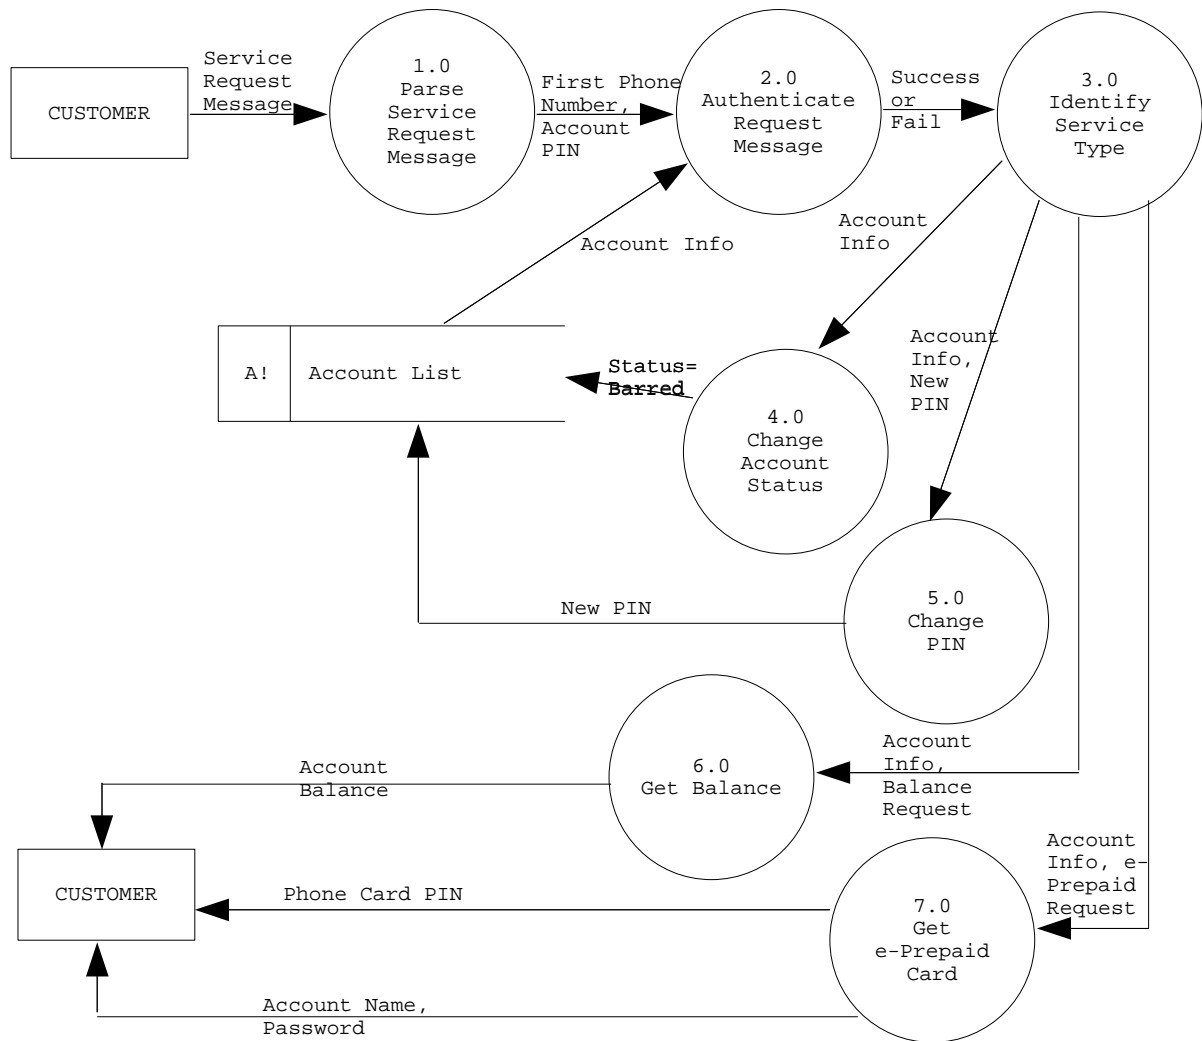 CUSTOMER
Service
Request
Message
1.0
Parse
Service
Request
Message
First Phone
Number,
Account
PIN
2.0
Authenticate
Request
Message
Success
or
Fail
3.0
Identify
Service
Type
Account Info
Account
Info
Account
Info,
New
PIN
A!
Account List
Status=
Barred
4.0
Change
Account
Status
New PIN
5.0
Change
PIN
Account
Balance
6.0
Get Balance
Account
Info,
Balance
Request
CUSTOMER
Phone Card PIN
7.0
Get
e-Prepaid
Card
Account
Info, e-
Prepaid
Request
Account Name,
Password